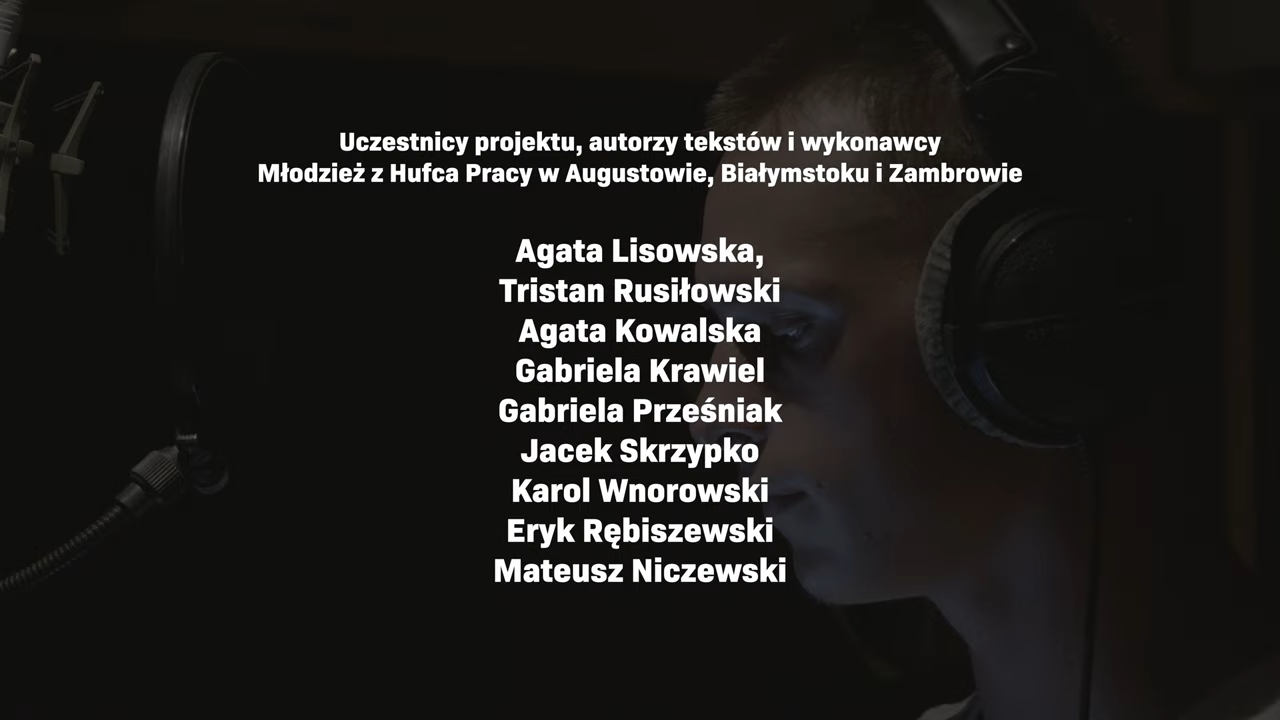 Uczestnicy projektu, autorzy tekstów i wykonawcy
Młodzież z Hufca Pracy w Augustowie, Białymstoku i Zambrowie
Agata Lisowska,
Tristan Rusiłowski
Agata Kowalska
Gabriela Krawiel
Gabriela Prześniak
Jacek Skrzypko
Karol Wnorowski
Eryk Rębiszewski
Mateusz Niczewski